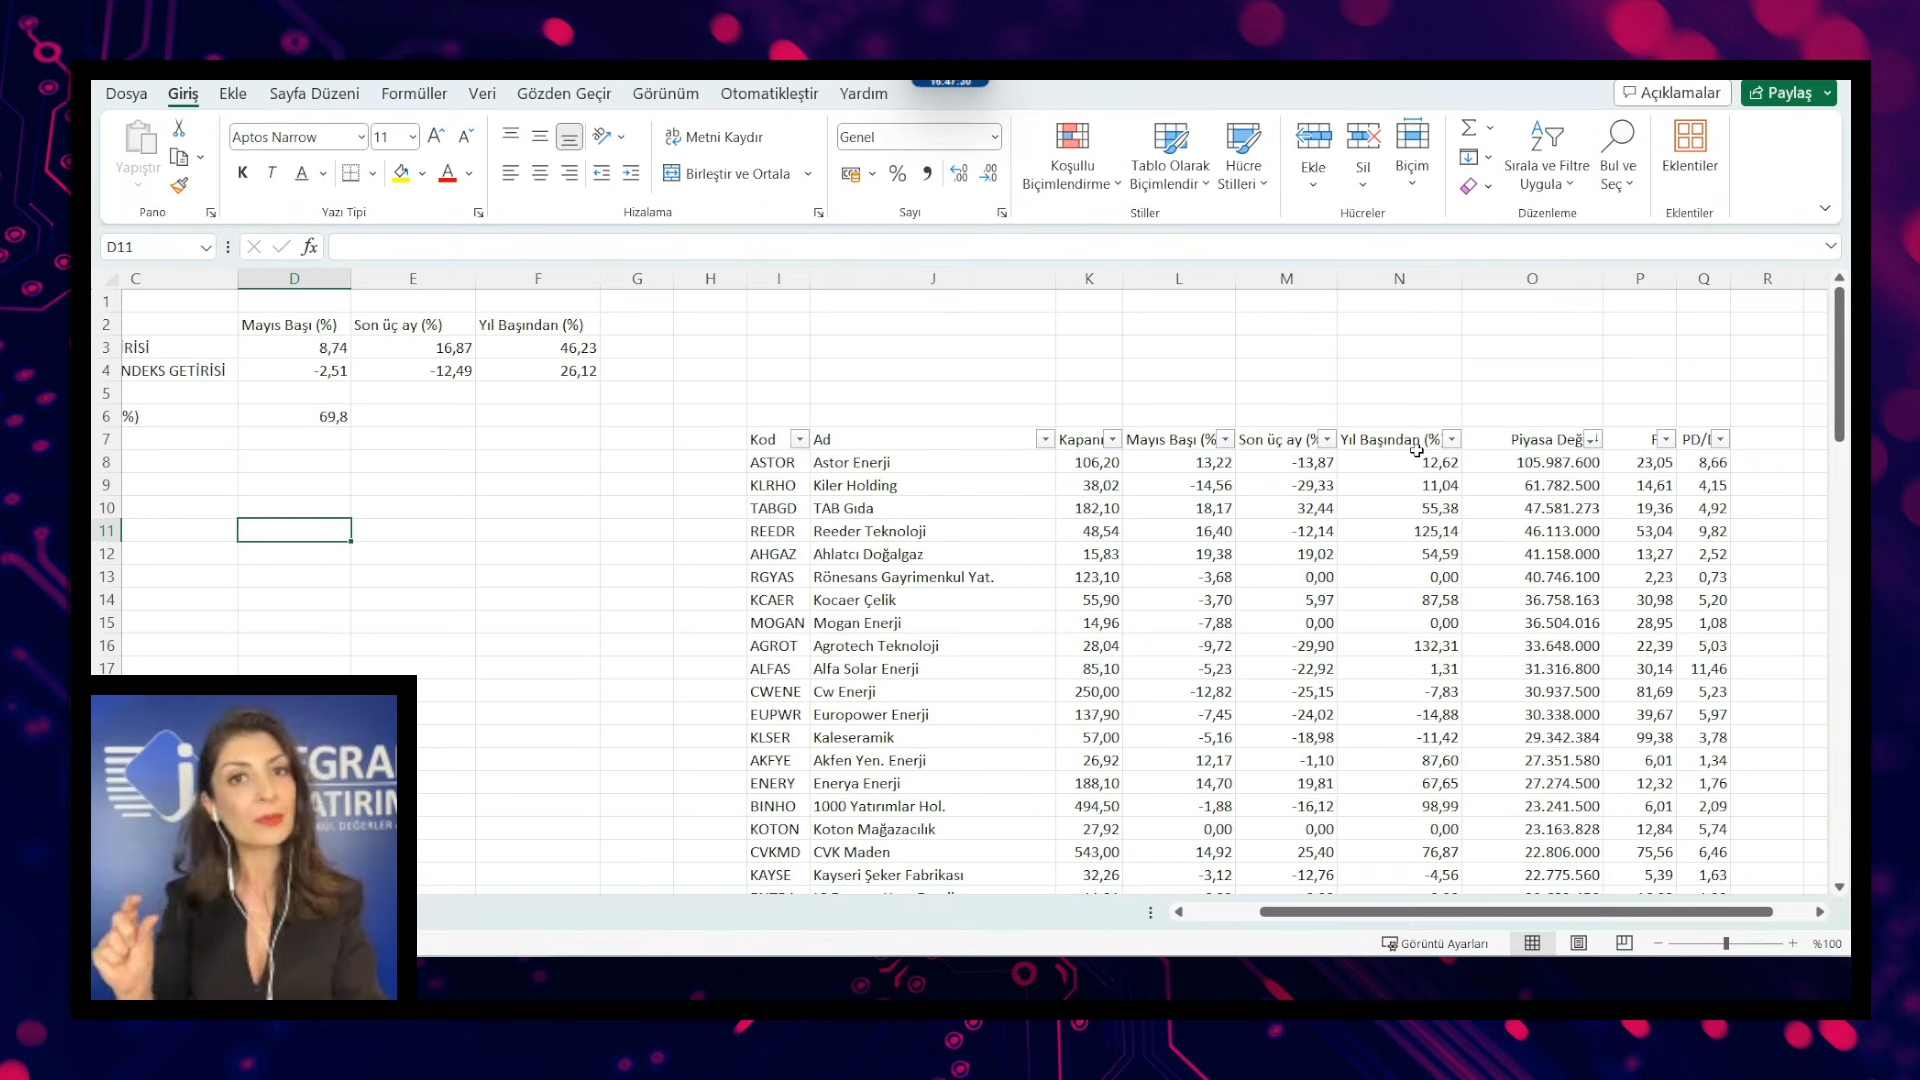 16:47:30
Dosya Giriş Ekle Sayfa Düzeni Formüller Veri Gözden Geçir Görünüm Otomatikleştir Yardım Açıklamalar Paylaş
Yapıştır
Aptos Narrow 11 A A
K T A A
ab Metni Kaydır
Birleştir ve Ortala
Genel
%
Koşullu Biçimlendirme
Tablo Olarak Biçimlendir
Hücre Stilleri
Ekle
Sil
Biçim
Sırala ve Filtre Uygula
Bul ve Seç
Eklentiler
Pano Yazı Tipi Hizalama Sayı Stiller Hücreler Düzenleme Eklentiler
D11 fx
C D E F G H I J K L M N O P Q R
1
2 Mayıs Başı (%) Son üç ay (%) Yıl Başından (%)
3 İRİSİ 8,74 16,87 46,23
4 NDEKS GETİRİSİ -2,51 -12,49 26,12
5
6 %) 69,8
7 Kod Ad Kapanı Mayıs Başı (% Son üç ay (% Yıl Başından (% Piyasa Değ F PD/
8 ASTOR Astor Enerji 106,20 13,22 -13,87 12,62 105.987.600 23,05 8,66
9 KLRHO Kiler Holding 38,02 -14,56 -29,33 11,04 61.782.500 14,61 4,15
10 TABGD TAB Gıda 182,10 18,17 32,44 55,38 47.581.273 19,36 4,92
11 REEDR Reeder Teknoloji 48,54 16,40 -12,14 125,14 46.113.000 53,04 9,82
12 AHGAZ Ahlatcı Doğalgaz 15,83 19,38 19,02 54,59 41.158.000 13,27 2,52
13 RGYAS Rönesans Gayrimenkul Yat. 123,10 -3,68 0,00 0,00 40.746.100 2,23 0,73
14 KCAER Kocaer Çelik 55,90 -3,70 5,97 87,58 36.758.163 30,98 5,20
15 MOGAN Mogan Enerji 14,96 -7,88 0,00 0,00 36.504.016 28,95 1,08
16 AGROT Agrotech Teknoloji 28,04 -9,72 -29,90 132,31 33.648.000 22,39 5,03
17 ALFAS Alfa Solar Enerji 85,10 -5,23 -22,92 1,31 31.316.800 30,14 11,46
CWENE Cw Enerji 250,00 -12,82 -25,15 -7,83 30.937.500 81,69 5,23
EUPWR Europower Enerji 137,90 -7,45 -24,02 -14,88 30.338.000 39,67 5,97
KLSER Kaleseramik 57,00 -5,16 -18,98 -11,42 29.342.384 99,38 3,78
AKFYE Akfen Yen. Enerji 26,92 12,17 -1,10 87,60 27.351.580 6,01 1,34
ENERY Enerya Enerji 188,10 14,70 19,81 67,65 27.274.500 12,32 1,76
BINHO 1000 Yatırımlar Hol. 494,50 -1,88 -16,12 98,99 23.241.500 6,01 2,09
KOTON Koton Mağazacılık 27,92 0,00 0,00 0,00 23.163.828 12,84 5,74
CVKMD CVK Maden 543,00 14,92 25,40 76,87 22.806.000 75,56 6,46
KAYSE Kayseri Şeker Fabrikası 32,26 -3,12 -12,76 -4,56 22.775.560 5,39 1,63
EGRA
ATIRIM
DEĞERLER
Görüntü Ayarları %100